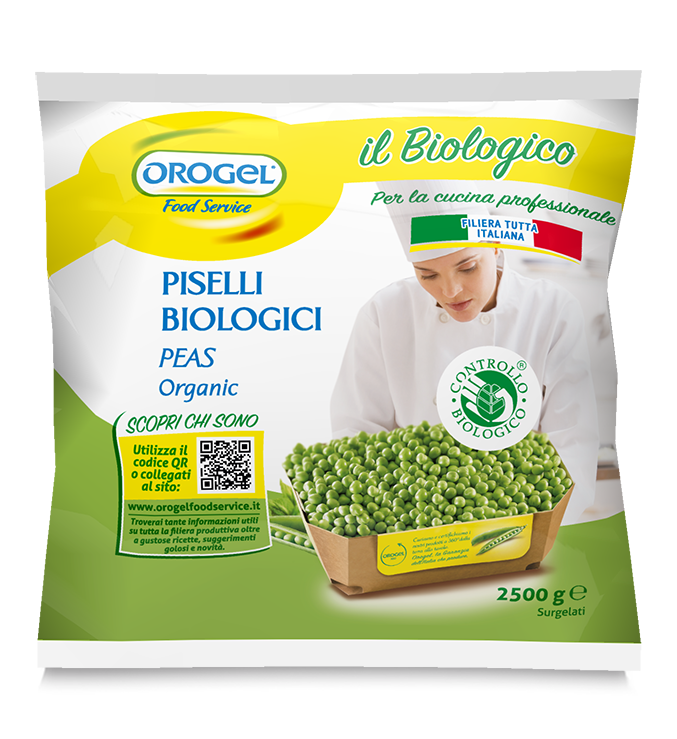 OROGEL®
Food Service
il Biologico
Per la cucina professionale
FILIERA TUTTA
ITALIANA
PISELLI
BIOLOGICI
PEAS
Organic
CONTROLLO
BIOLOGICO
®
SCOPRI CHI SONO
Utilizza il
codice QR
o collegati
al sito:
www.orogelfoodservice.it
Troverai tante informazioni utili
su tutta la filiera produttiva oltre
a gustose ricette, suggerimenti
golosi e novità.
OROGEL
2500 g e
Surgelati